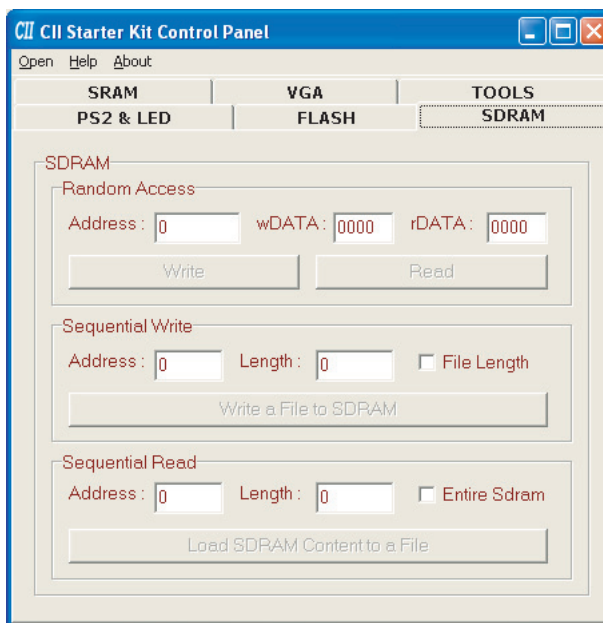 CII CII Starter Kit Control Panel
Open Help About
SRAM VGA TOOLS
PS2 & LED FLASH SDRAM
SDRAM
Random Access
Address : 0 wDATA : 0000 rDATA : 0000
Write Read
Sequential Write
Address : 0 Length : 0 File Length
Write a File to SDRAM
Sequential Read
Address : 0 Length : 0 Entire Sdram
Load SDRAM Content to a File